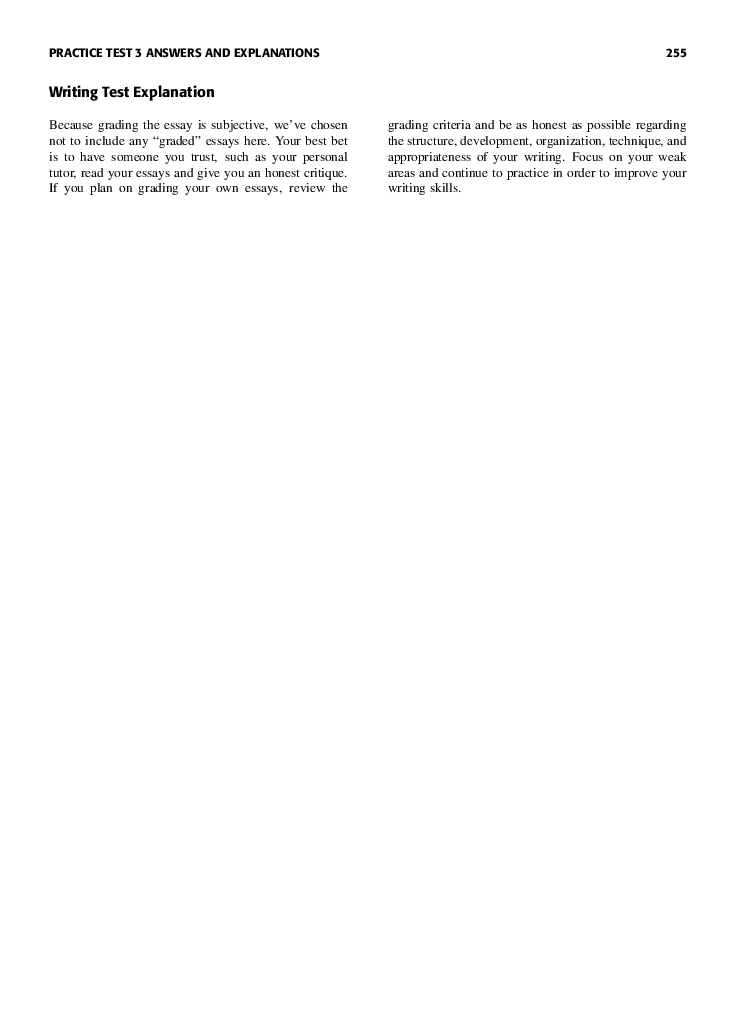 PRACTICE TEST 3 ANSWERS AND EXPLANATIONS 255
Writing Test Explanation
Because grading the essay is subjective, we’ve chosen
not to include any “graded” essays here. Your best bet
is to have someone you trust, such as your personal
tutor, read your essays and give you an honest critique.
If you plan on grading your own essays, review the
grading criteria and be as honest as possible regarding
the structure, development, organization, technique, and
appropriateness of your writing. Focus on your weak
areas and continue to practice in order to improve your
writing skills.